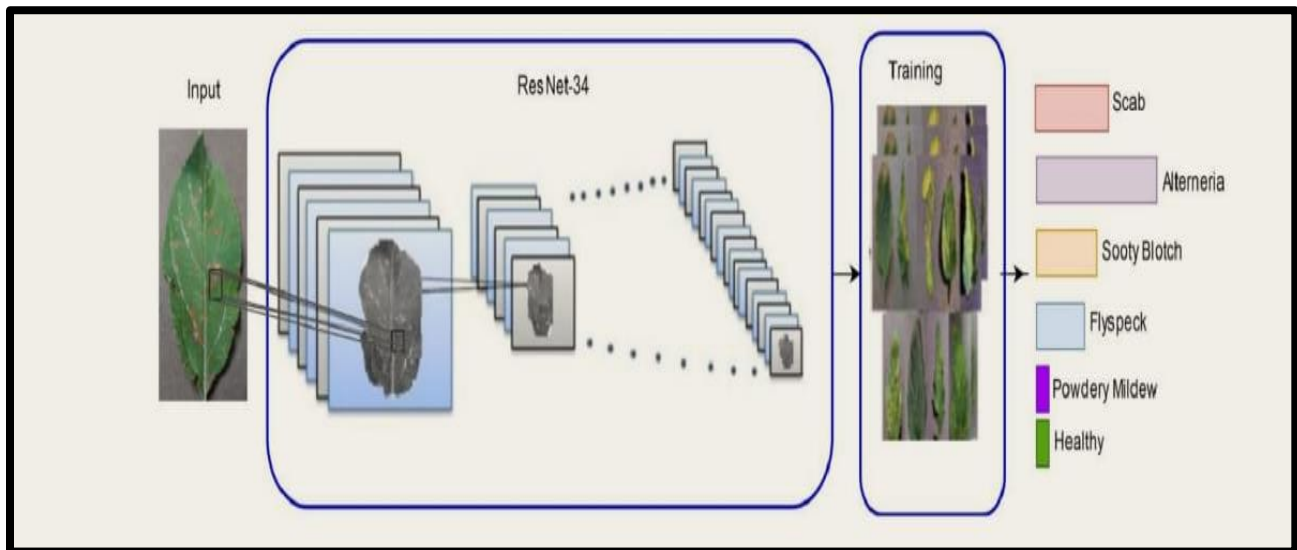 Input
ResNet-34
Training
Scab
Alterneria
Sooty Blotch
Flyspeck
Powdery Mildew
Healthy